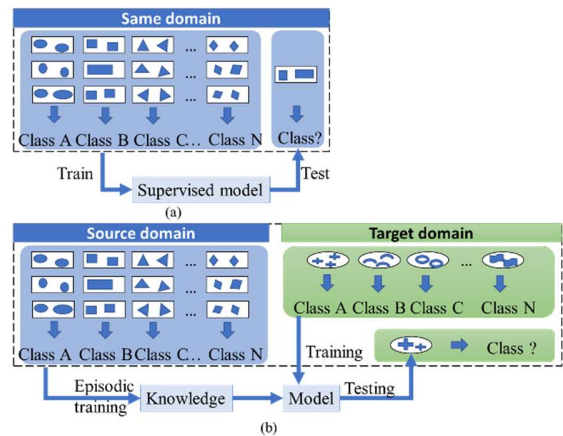 Same domain
...
...
...
Class A Class B Class C... Class N
Class?
Train
Test
Supervised model
(a)
Source domain
...
...
...
Class A Class B Class C... Class N
Target domain
...
Class A Class B Class C Class N
Class ?
Training
Episodic
training
Knowledge
Model
Testing
(b)